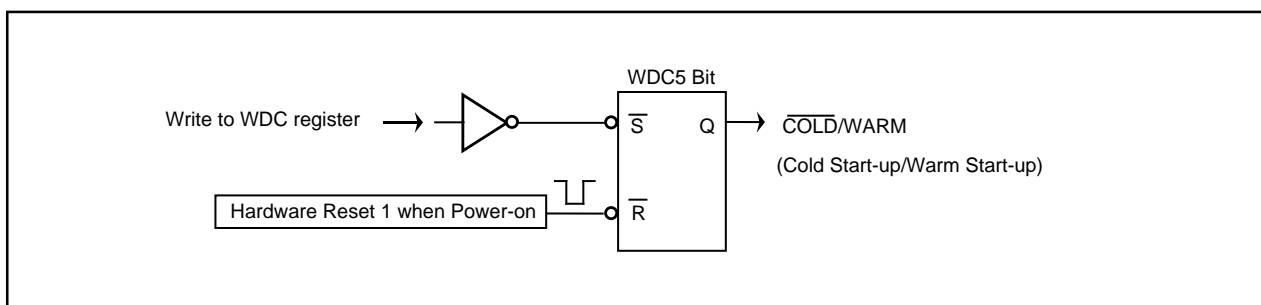 WDC5 Bit
Write to WDC register
S̅
Q
C̅O̅L̅D̅/WARM
(Cold Start-up/Warm Start-up)
Hardware Reset 1 when Power-on
R̅